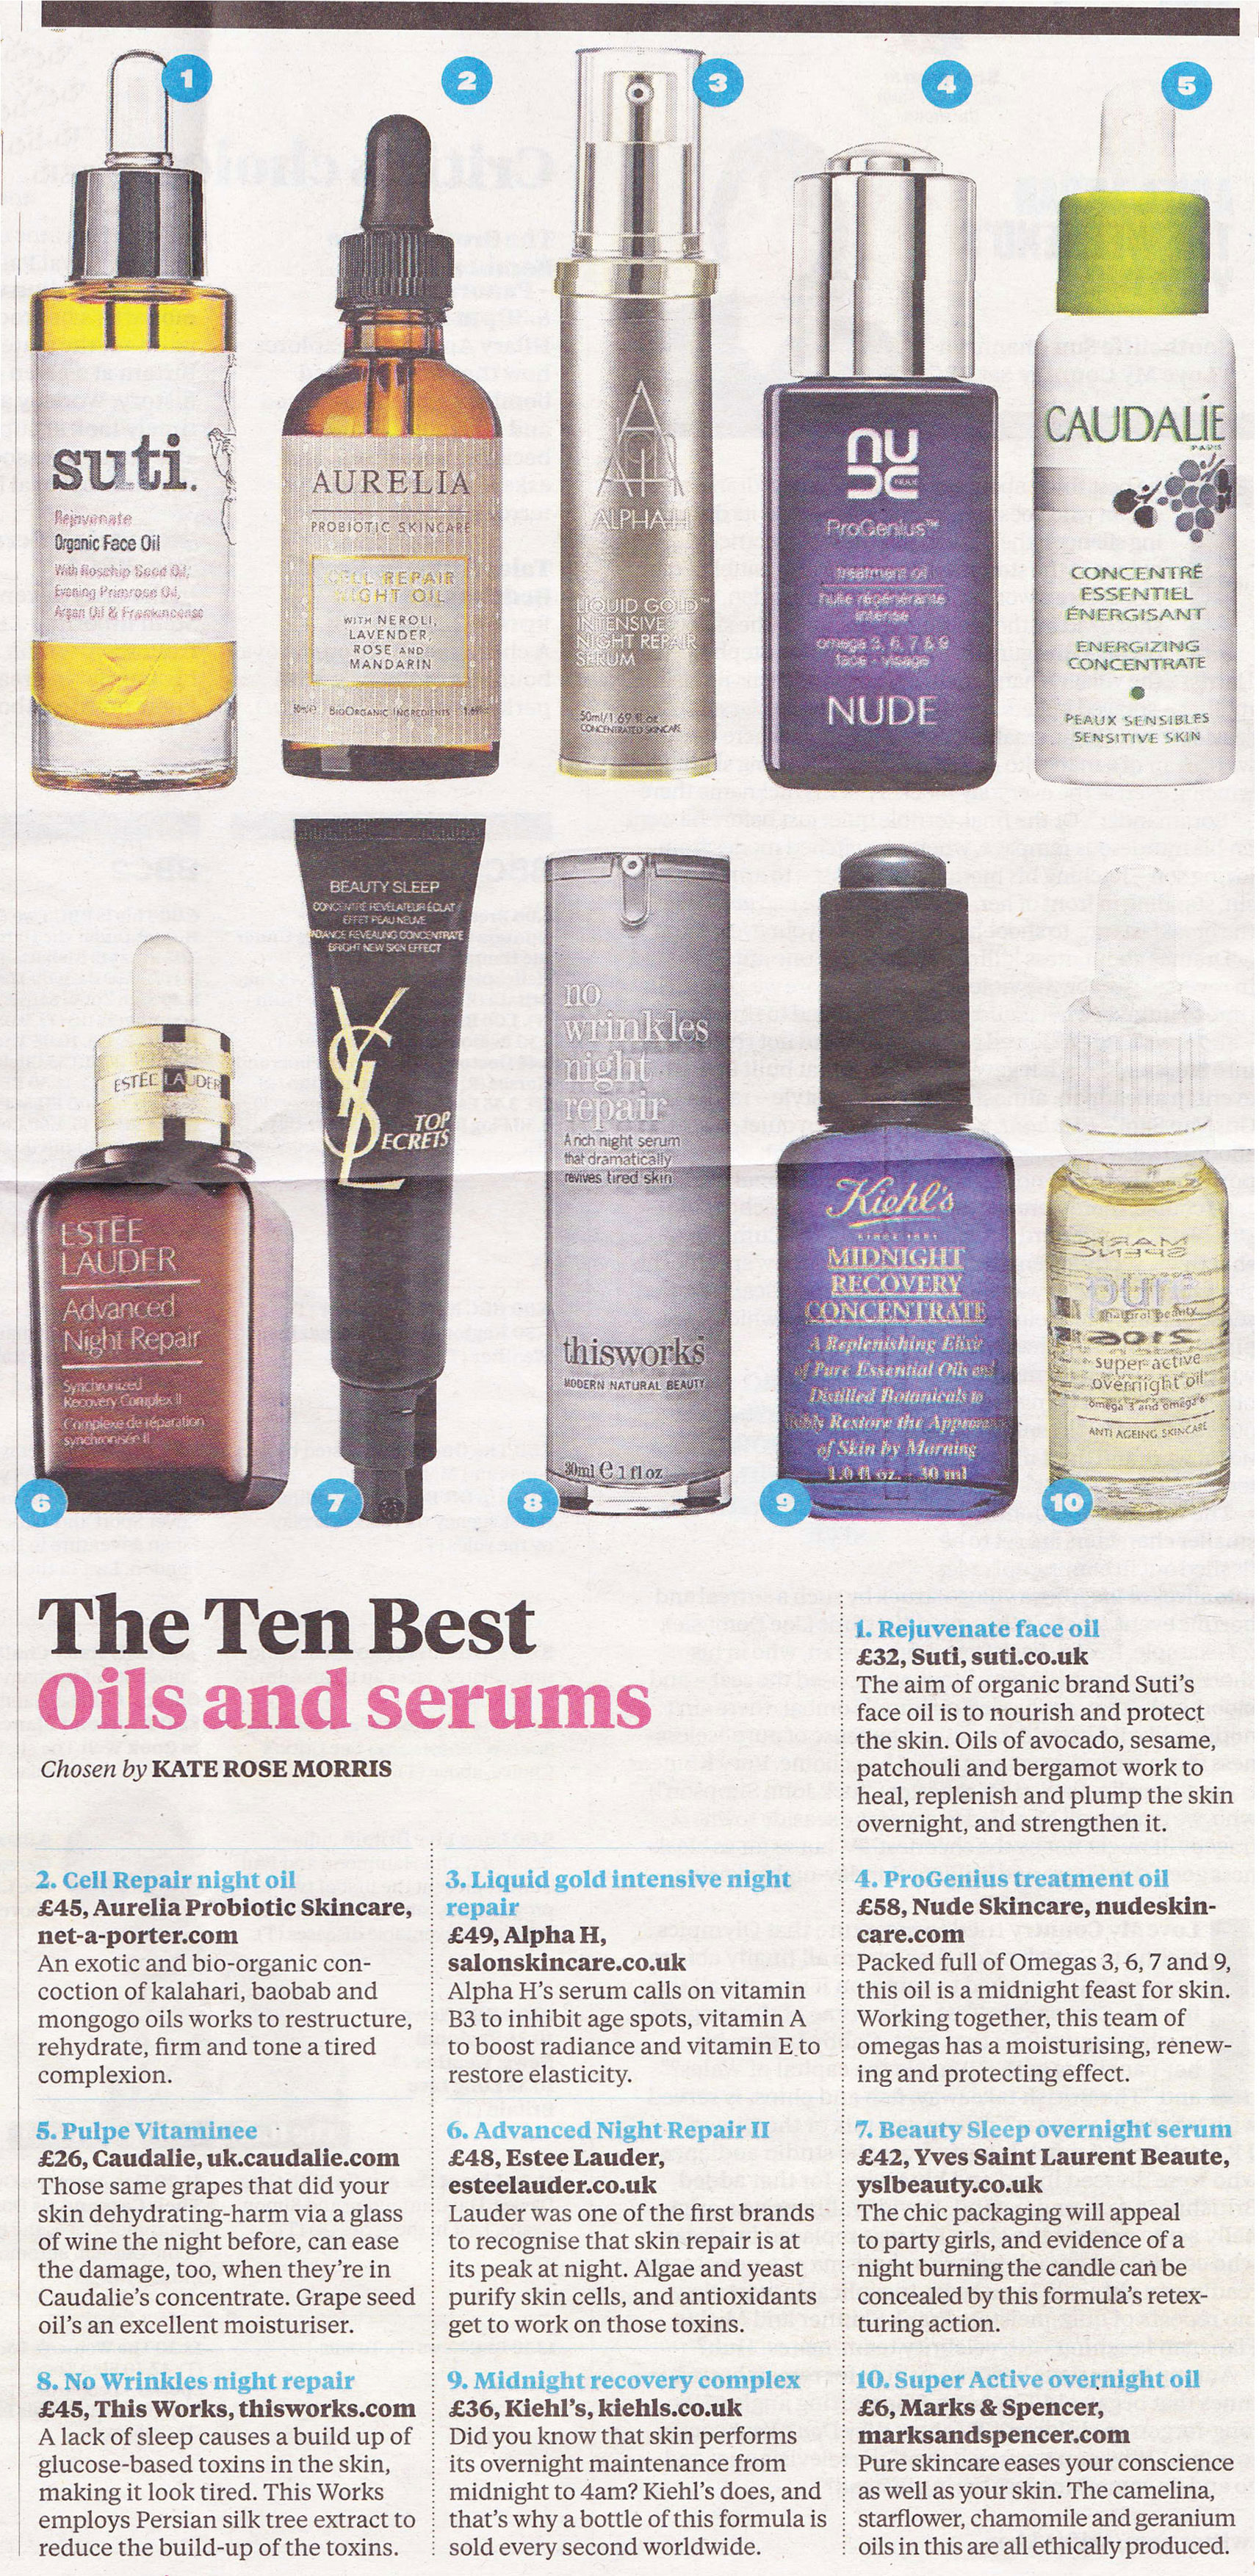 1
2
3
4
5
suti.
Rejuvenate
Organic Face Oil
With Rosehip Seed Oil,
Evening Primrose Oil,
Argan Oil & Frankincense
AURELIA
PROBIOTIC SKINCARE
CELL REPAIR
NIGHT OIL
WITH NEROLI,
LAVENDER,
ROSE AND
MANDARIN
BIOORGANIC INGREDIENTS
ALPHA-H
LIQUID GOLD™
INTENSIVE
NIGHT REPAIR
SERUM
50ml/1.69 fl.oz
CONCENTRATED SKINCARE
NUDE
ProGenius™
treatment oil
huile régénérante
intense
omega 3, 6, 7 & 9
face - visage
NUDE
CAUDALÍE
PARIS
CONCENTRÉ
ESSENTIEL
ÉNERGISANT
ENERGIZING
CONCENTRATE
PEAUX SENSIBLES
SENSITIVE SKIN
ESTĒE LAUDER
ESTĒE
LAUDER
Advanced
Night Repair
Synchronized
Recovery Complex II
Complexe de réparation
synchronisée II
6
BEAUTY SLEEP
CONCENTRÉ RÉVÉLATEUR ÉCLAT
EFFET PEAU NEUVE
RADIANCE REVEALING CONCENTRATE
BRIGHT NEW SKIN EFFECT
YSL
TOP
SECRETS
7
no
wrinkles
night
repair
A rich night serum
that dramatically
revives tired skin
thisworks
MODERN NATURAL BEAUTY
30ml e 1 fl oz
8
Kiehl's
SINCE 1851
MIDNIGHT
RECOVERY
CONCENTRATE
A Replenishing Elixir
of Pure Essential Oils and
Distilled Botanicals to
Visibly Restore the Appearance
of Skin by Morning
1.0 fl oz. - 30 ml
9
pure
natural beauty
super active
overnight oil
omega 3 and omega 6
ANTI AGEING SKINCARE
10
The Ten Best
Oils and serums
Chosen by KATE ROSE MORRIS
1. Rejuvenate face oil
£32, Suti, suti.co.uk
The aim of organic brand Suti's
face oil is to nourish and protect
the skin. Oils of avocado, sesame,
patchouli and bergamot work to
heal, replenish and plump the skin
overnight, and strengthen it.
2. Cell Repair night oil
£45, Aurelia Probiotic Skincare,
net-a-porter.com
An exotic and bio-organic con-
coction of kalahari, baobab and
mongogo oils works to restructure,
rehydrate, firm and tone a tired
complexion.
3. Liquid gold intensive night
repair
£49, Alpha H,
salonskincare.co.uk
Alpha H's serum calls on vitamin
B3 to inhibit age spots, vitamin A
to boost radiance and vitamin E to
restore elasticity.
4. ProGenius treatment oil
£58, Nude Skincare, nudeskin-
care.com
Packed full of Omegas 3, 6, 7 and 9,
this oil is a midnight feast for skin.
Working together, this team of
omegas has a moisturising, renew-
ing and protecting effect.
5. Pulpe Vitaminee
£26, Caudalie, uk.caudalie.com
Those same grapes that did your
skin dehydrating-harm via a glass
of wine the night before, can ease
the damage, too, when they're in
Caudalie's concentrate. Grape seed
oil's an excellent moisturiser.
6. Advanced Night Repair II
£48, Estee Lauder,
esteelauder.co.uk
Lauder was one of the first brands
to recognise that skin repair is at
its peak at night. Algae and yeast
purify skin cells, and antioxidants
get to work on those toxins.
7. Beauty Sleep overnight serum
£42, Yves Saint Laurent Beaute,
yslbeauty.co.uk
The chic packaging will appeal
to party girls, and evidence of a
night burning the candle can be
concealed by this formula's retex-
turing action.
8. No Wrinkles night repair
£45, This Works, thisworks.com
A lack of sleep causes a build up of
glucose-based toxins in the skin,
making it look tired. This Works
employs Persian silk tree extract to
reduce the build-up of the toxins.
9. Midnight recovery complex
£36, Kiehl's, kiehls.co.uk
Did you know that skin performs
its overnight maintenance from
midnight to 4am? Kiehl's does, and
that's why a bottle of this formula is
sold every second worldwide.
10. Super Active overnight oil
£6, Marks & Spencer,
marksandspencer.com
Pure skincare eases your conscience
as well as your skin. The camelina,
starflower, chamomile and geranium
oils in this are all ethically produced.